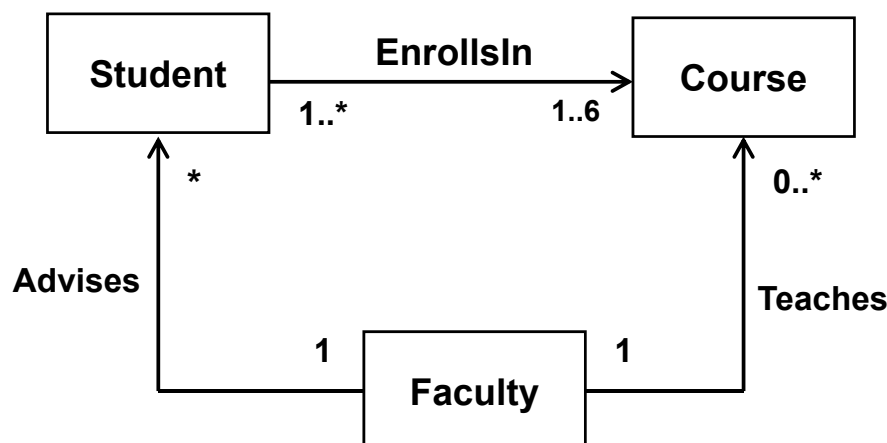 EnrollsIn
Student
Course
1..*
1..6
*
0..*
Advises
Teaches
1
1
Faculty